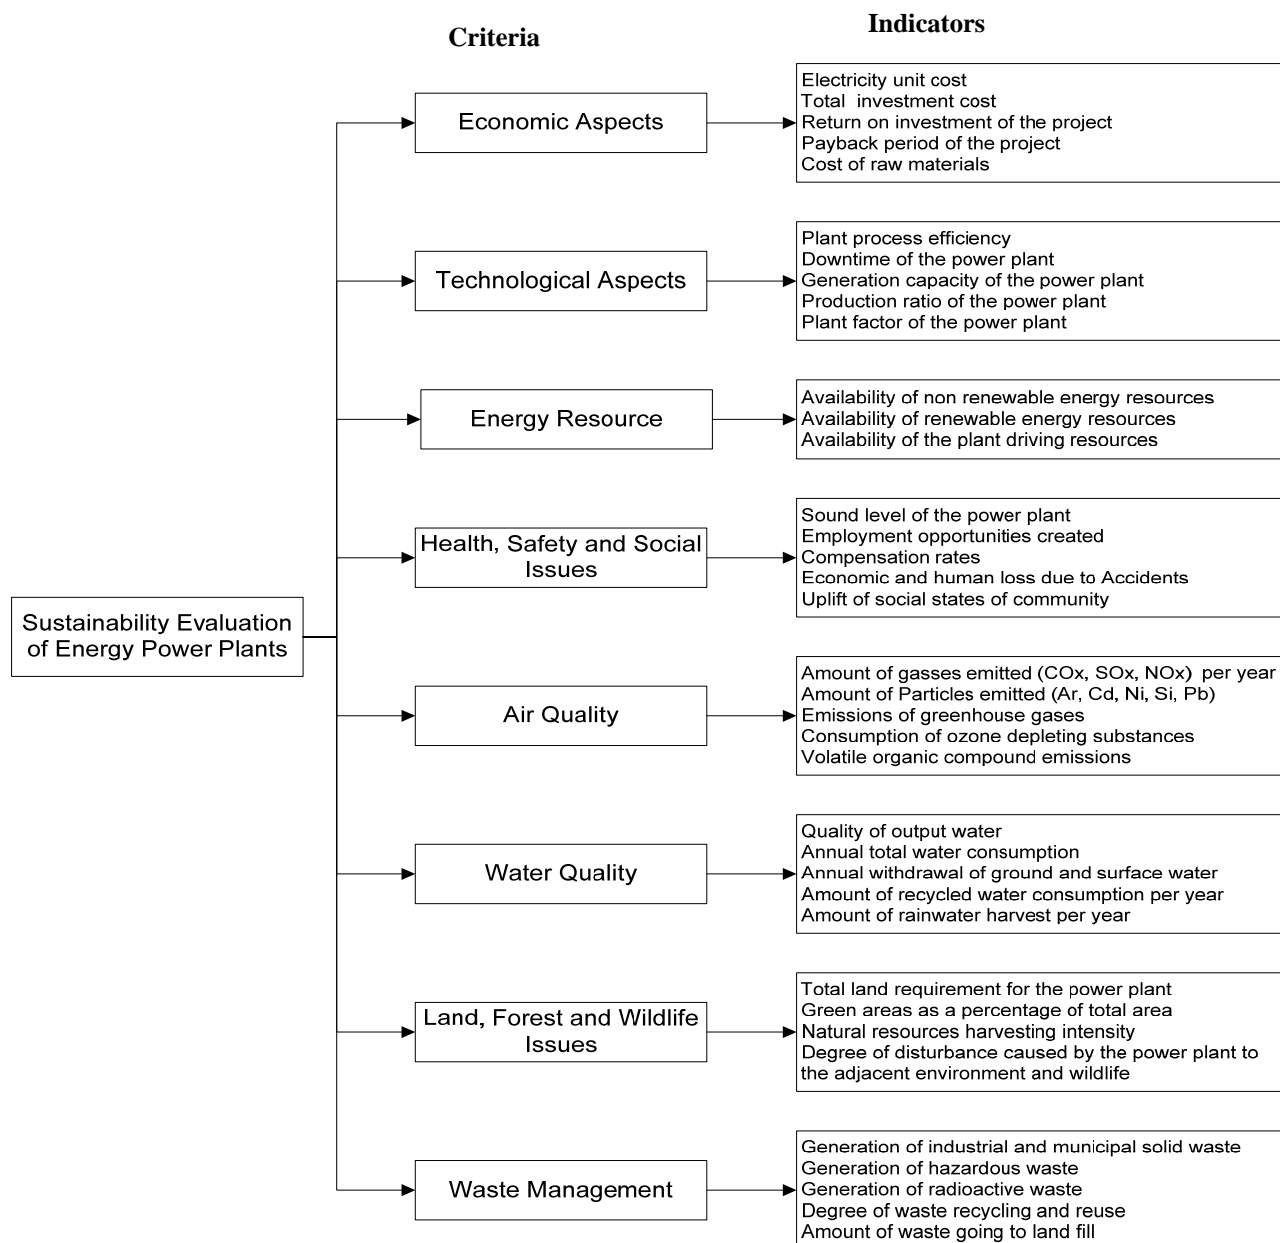 Criteria
Indicators
Economic Aspects
Electricity unit cost
Total investment cost
Return on investment of the project
Payback period of the project
Cost of raw materials
Technological Aspects
Plant process efficiency
Downtime of the power plant
Generation capacity of the power plant
Production ratio of the power plant
Plant factor of the power plant
Energy Resource
Availability of non renewable energy resources
Availability of renewable energy resources
Availability of the plant driving resources
Health, Safety and Social
Issues
Sound level of the power plant
Employment opportunities created
Compensation rates
Economic and human loss due to Accidents
Uplift of social states of community
Sustainability Evaluation
of Energy Power Plants
Air Quality
Amount of gasses emitted (COx, SOx, NOx) per year
Amount of Particles emitted (Ar, Cd, Ni, Si, Pb)
Emissions of greenhouse gases
Consumption of ozone depleting substances
Volatile organic compound emissions
Water Quality
Quality of output water
Annual total water consumption
Annual withdrawal of ground and surface water
Amount of recycled water consumption per year
Amount of rainwater harvest per year
Land, Forest and Wildlife
Issues
Total land requirement for the power plant
Green areas as a percentage of total area
Natural resources harvesting intensity
Degree of disturbance caused by the power plant to
the adjacent environment and wildlife
Waste Management
Generation of industrial and municipal solid waste
Generation of hazardous waste
Generation of radioactive waste
Degree of waste recycling and reuse
Amount of waste going to land fill